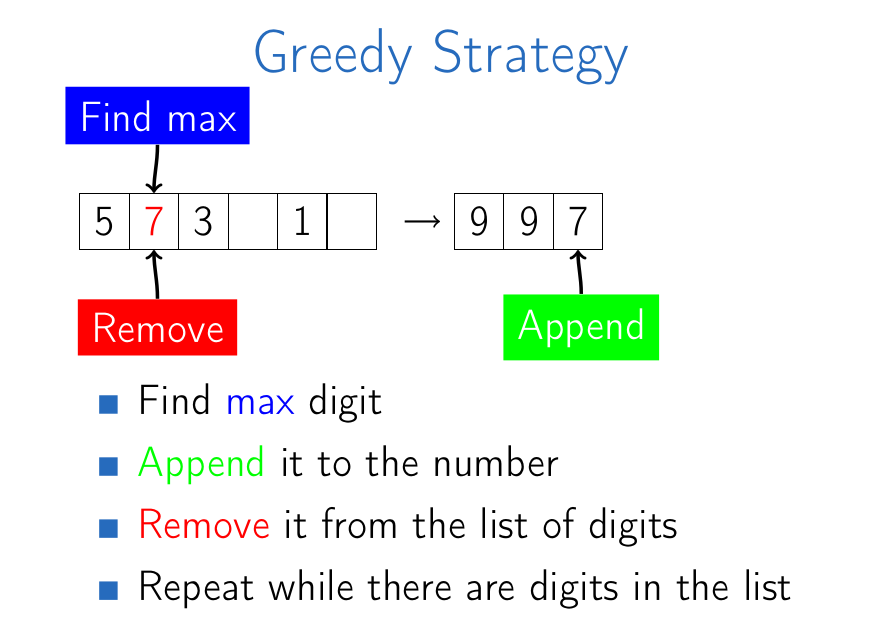 Greedy Strategy
Find max
5 7 3 1 → 9 9 7
Remove
Append
Find max digit
Append it to the number
Remove it from the list of digits
Repeat while there are digits in the list